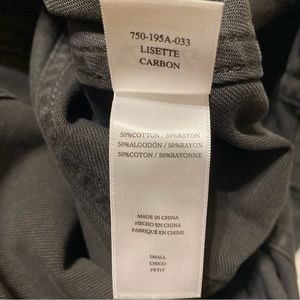 750-195A-033
LISETTE
CARBON
50%COTTON / 50%RAYON
50%ALGODÓN / 50%RAYON
50%COTON / 50%RAYONNE
MADE IN CHINA
HECHO EN CHINA
FABRIQUÉ EN CHINE
SMALL
CHICO
PETIT